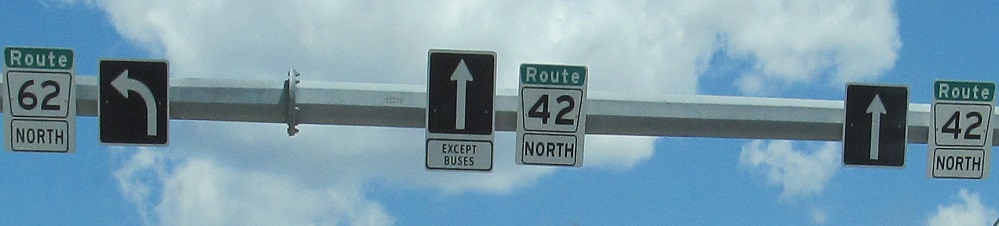 Route
62
NORTH
EXCEPT
BUSES
Route
42
NORTH
Route
42
NORTH